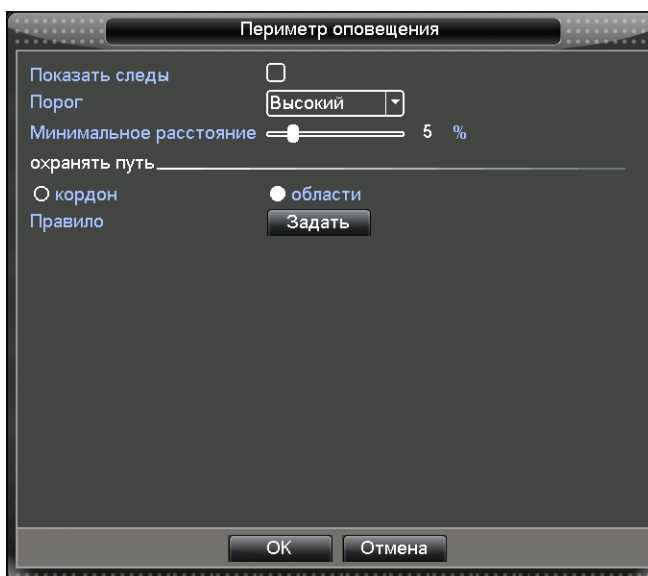 Периметр оповещения
Показать следы
Порог Высокий
Минимальное расстояние 5 %
охранять путь
кордон области
Правило Задать
OK Отмена